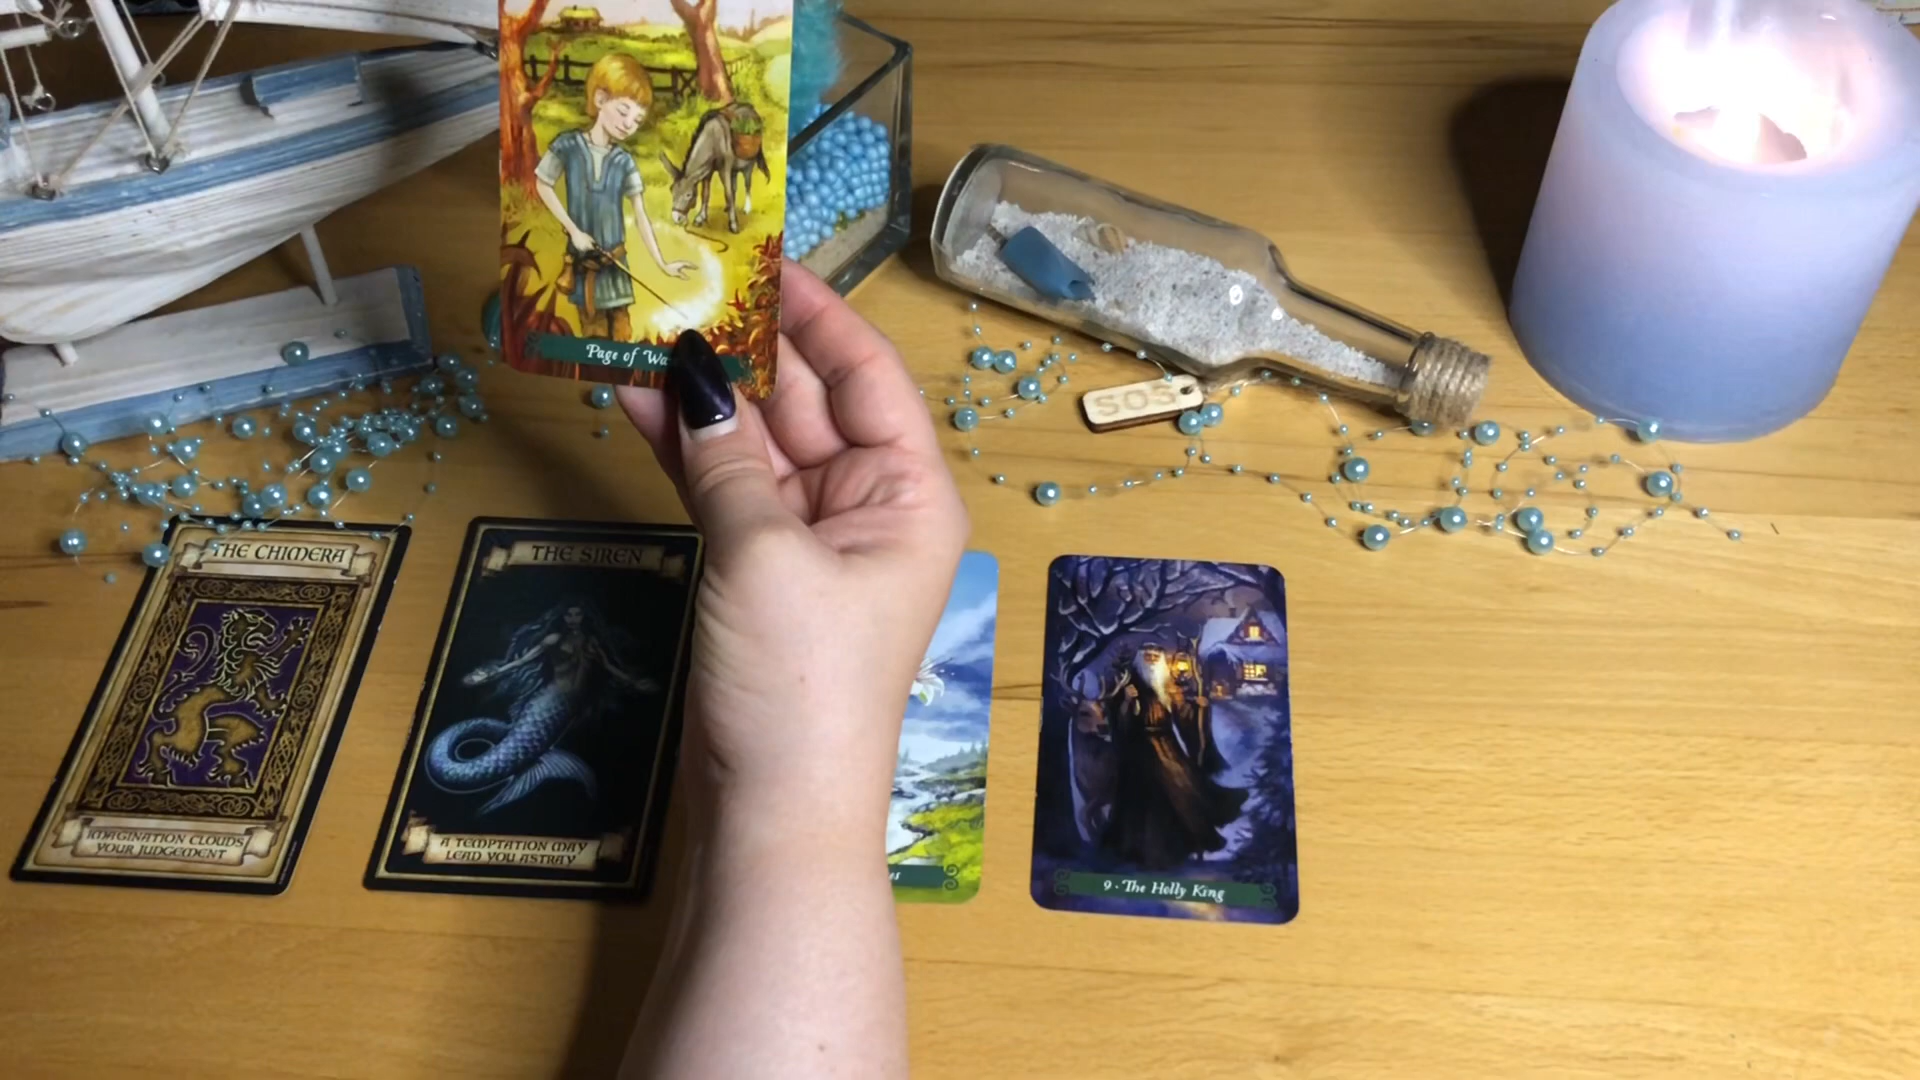 Page of
SOS
THE CHIMERA
IMAGINATION CLOUDS
YOUR JUDGEMENT
THE SIREN
A TEMPTATION MAY
LEAD YOU ASTRAY
9 • The Holly King